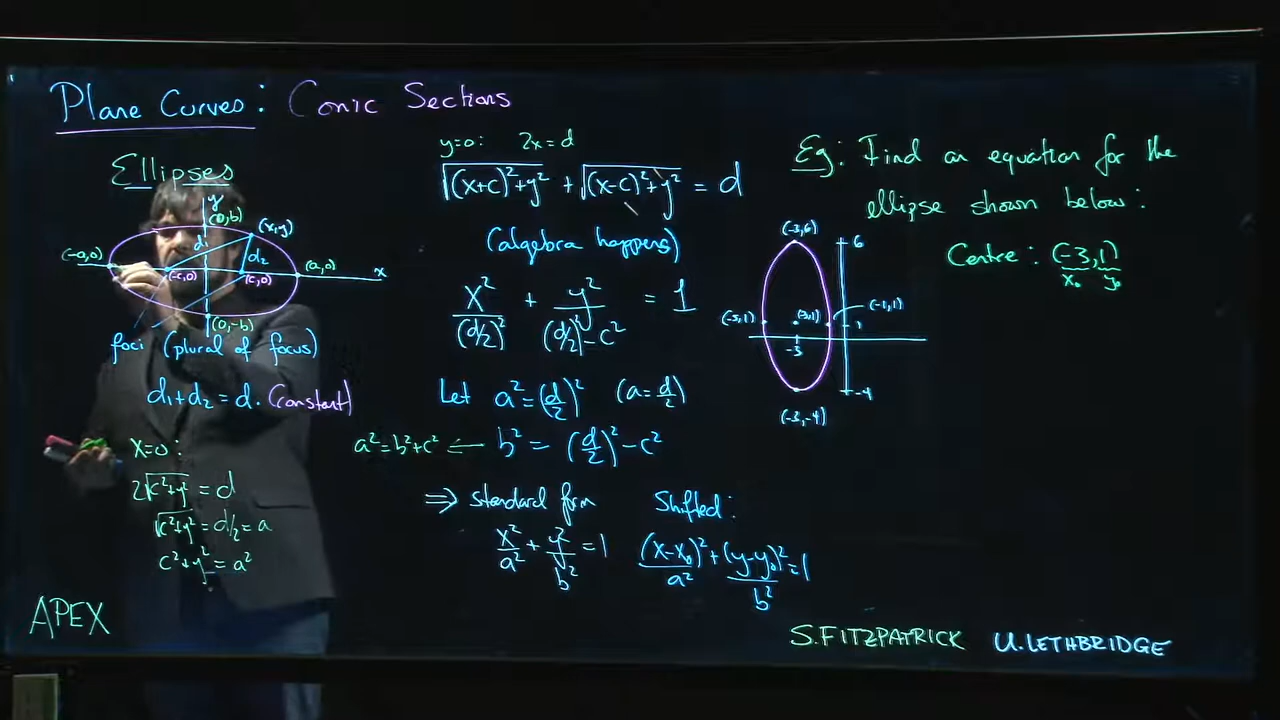 Plane Curves: Conic Sections
Ellipses
y
(0,b)
(x,y)
d₁
d₂
(-a,0)
(-c,0)
(c,0)
(a,0)
x
(0,-b)
foci (plural of focus)
d₁+d₂ = d. (constant)
x=0:
2√(c²+y²) = d
√(c²+y²) = d/2 = a
c²+y² = a²
APEX
y=0: 2x = d
√((x+c)²+y²) + √((x-c)²+y²) = d
(algebra happens)
x²/(d/2)² + y²/((d/2)²-c²) = 1
Let a² = (d/2)² (a = d/2)
a²=b²+c² ⇐ b² = (d/2)² - c²
⇒ Standard form Shifted:
x²/a² + y²/b² = 1 (x-x₀)²/a² + (y-y₀)²/b² = 1
Eg: Find an equation for the
ellipse shown below:
Centre: (-3,1)
x₀ y₀
(-3,6)
6
(-5,1)
(-3,1)
(-1,1)
1
-3
-4
(-3,-4)
S. FITZPATRICK U. LETHBRIDGE